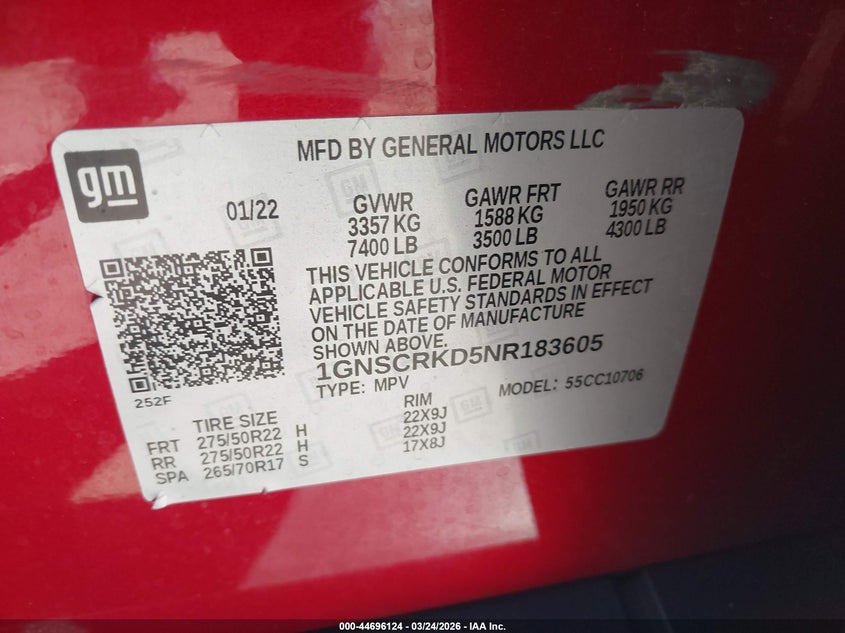 gm
MFD BY GENERAL MOTORS LLC
01/22
GVWR
3357 KG
7400 LB
GAWR FRT
1588 KG
3500 LB
GAWR RR
1950 KG
4300 LB
THIS VEHICLE CONFORMS TO ALL
APPLICABLE U.S. FEDERAL MOTOR
VEHICLE SAFETY STANDARDS IN EFFECT
ON THE DATE OF MANUFACTURE
SHOWN ABOVE.
1GNSCRKD5NR183605
TYPE: MPV
MODEL: 55CC10706
252F
TIRE SIZE
RIM
FRT 275/50R22 H 22X9J
RR 275/50R22 H 22X9J
SPA 265/70R17 S 17X8J
000-44696124 - 03/24/2026 - IAA Inc.